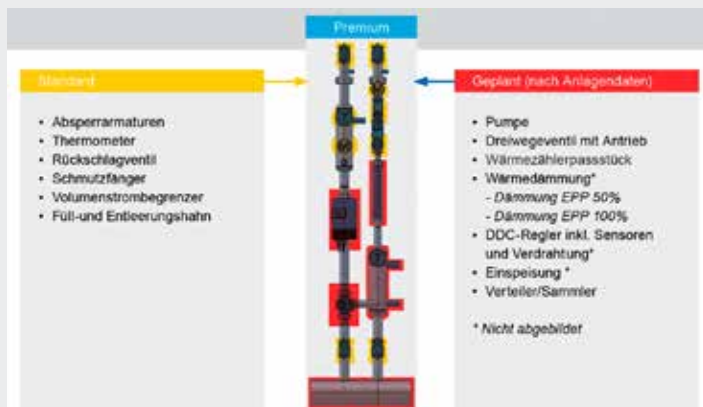 Premium
Standard
• Absperrarmaturen
• Thermometer
• Rückschlagventil
• Schmutzfänger
• Volumenstrombegrenzer
• Füll-und Entleerungshahn
Geplant (nach Anlagendaten)
• Pumpe
• Dreiwegeventil mit Antrieb
• Wärmezählerpassstück
• Wärmedämmung*
- Dämmung EPP 50%
- Dämmung EPP 100%
• DDC-Regler inkl. Sensoren
und Verdrahtung*
• Einspeisung *
• Verteiler/Sammler
* Nicht abgebildet